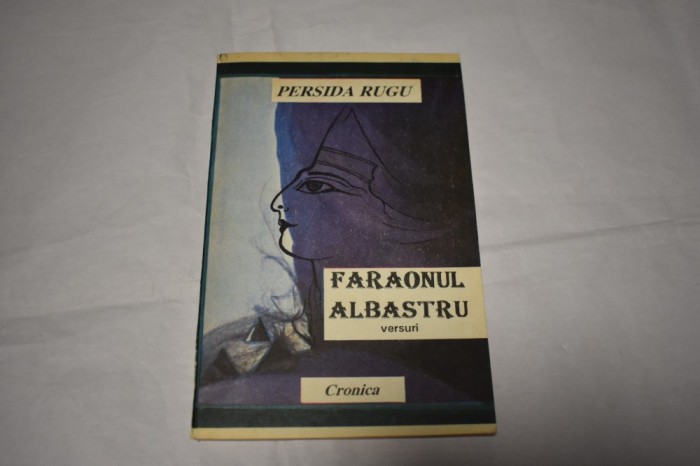 PERSIDA RUGU
FARAONUL
ALBASTRU
versuri
Cronica